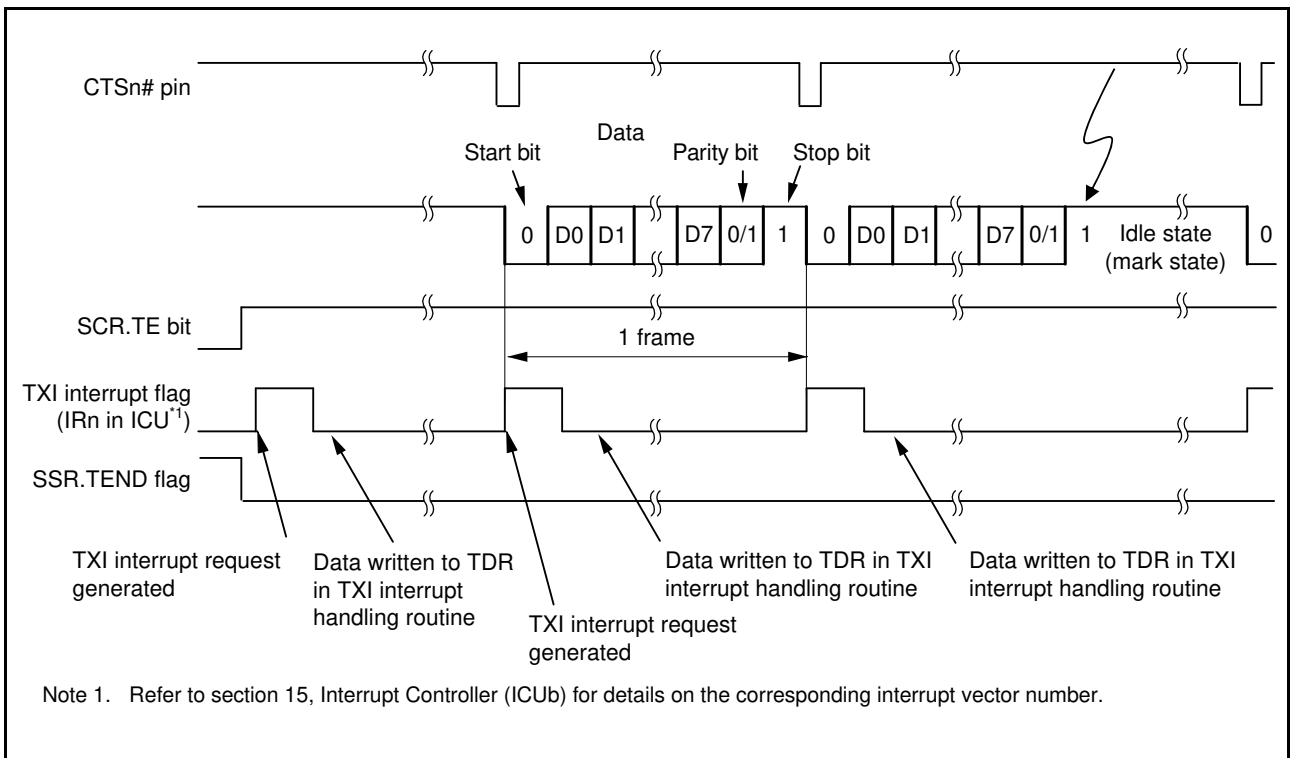 CTSn# pin
Data
Start bit
Parity bit
Stop bit
0 D0 D1 D7 0/1 1 0 D0 D1 D7 0/1 1 Idle state (mark state) 0
SCR.TE bit
1 frame
TXI interrupt flag
(IRn in ICU*1)
SSR.TEND flag
TXI interrupt request
generated
Data written to TDR
in TXI interrupt
handling routine
TXI interrupt request
generated
Data written to TDR in TXI
interrupt handling routine
Data written to TDR in TXI
interrupt handling routine
Note 1. Refer to section 15, Interrupt Controller (ICUb) for details on the corresponding interrupt vector number.